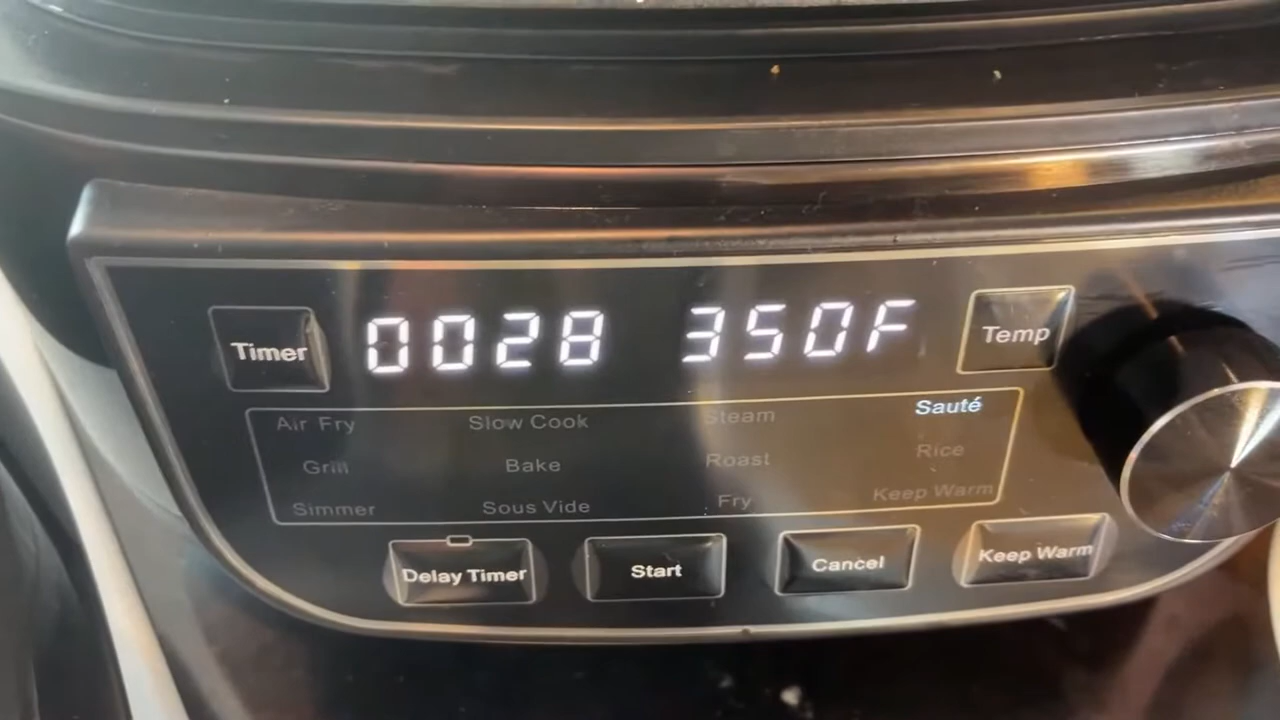 Timer 0028 350F Temp
Air Fry Slow Cook Steam Sauté
Grill Bake Roast Rice
Simmer Sous Vide Fry Keep Warm
Delay Timer Start Cancel Keep Warm